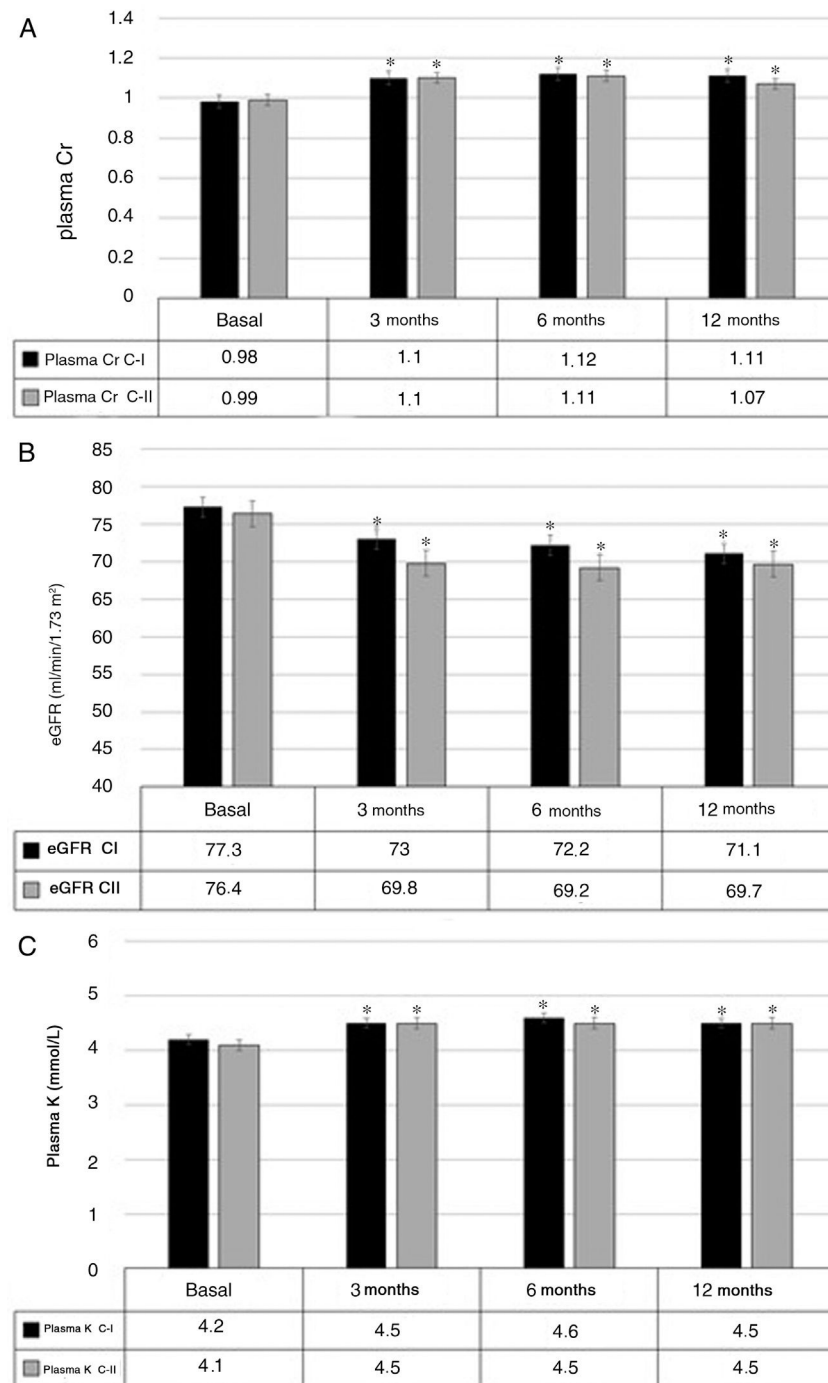 A
plasma Cr
1.4
1.2
1
0.8
0.6
0.4
0.2
0
* * * * * *
Basal 3 months 6 months 12 months
Plasma Cr C-I 0.98 1.1 1.12 1.11
Plasma Cr C-II 0.99 1.1 1.11 1.07
B
eGFR (ml/min/1.73 m²)
85
80
75
70
65
60
55
50
45
40
* * * * * *
Basal 3 months 6 months 12 months
eGFR CI 77.3 73 72.2 71.1
eGFR CII 76.4 69.8 69.2 69.7
C
Plasma K (mmol/L)
6
5
4
3
2
1
0
* * * * * *
Basal 3 months 6 months 12 months
Plasma K C-I 4.2 4.5 4.6 4.5
Plasma K C-II 4.1 4.5 4.5 4.5